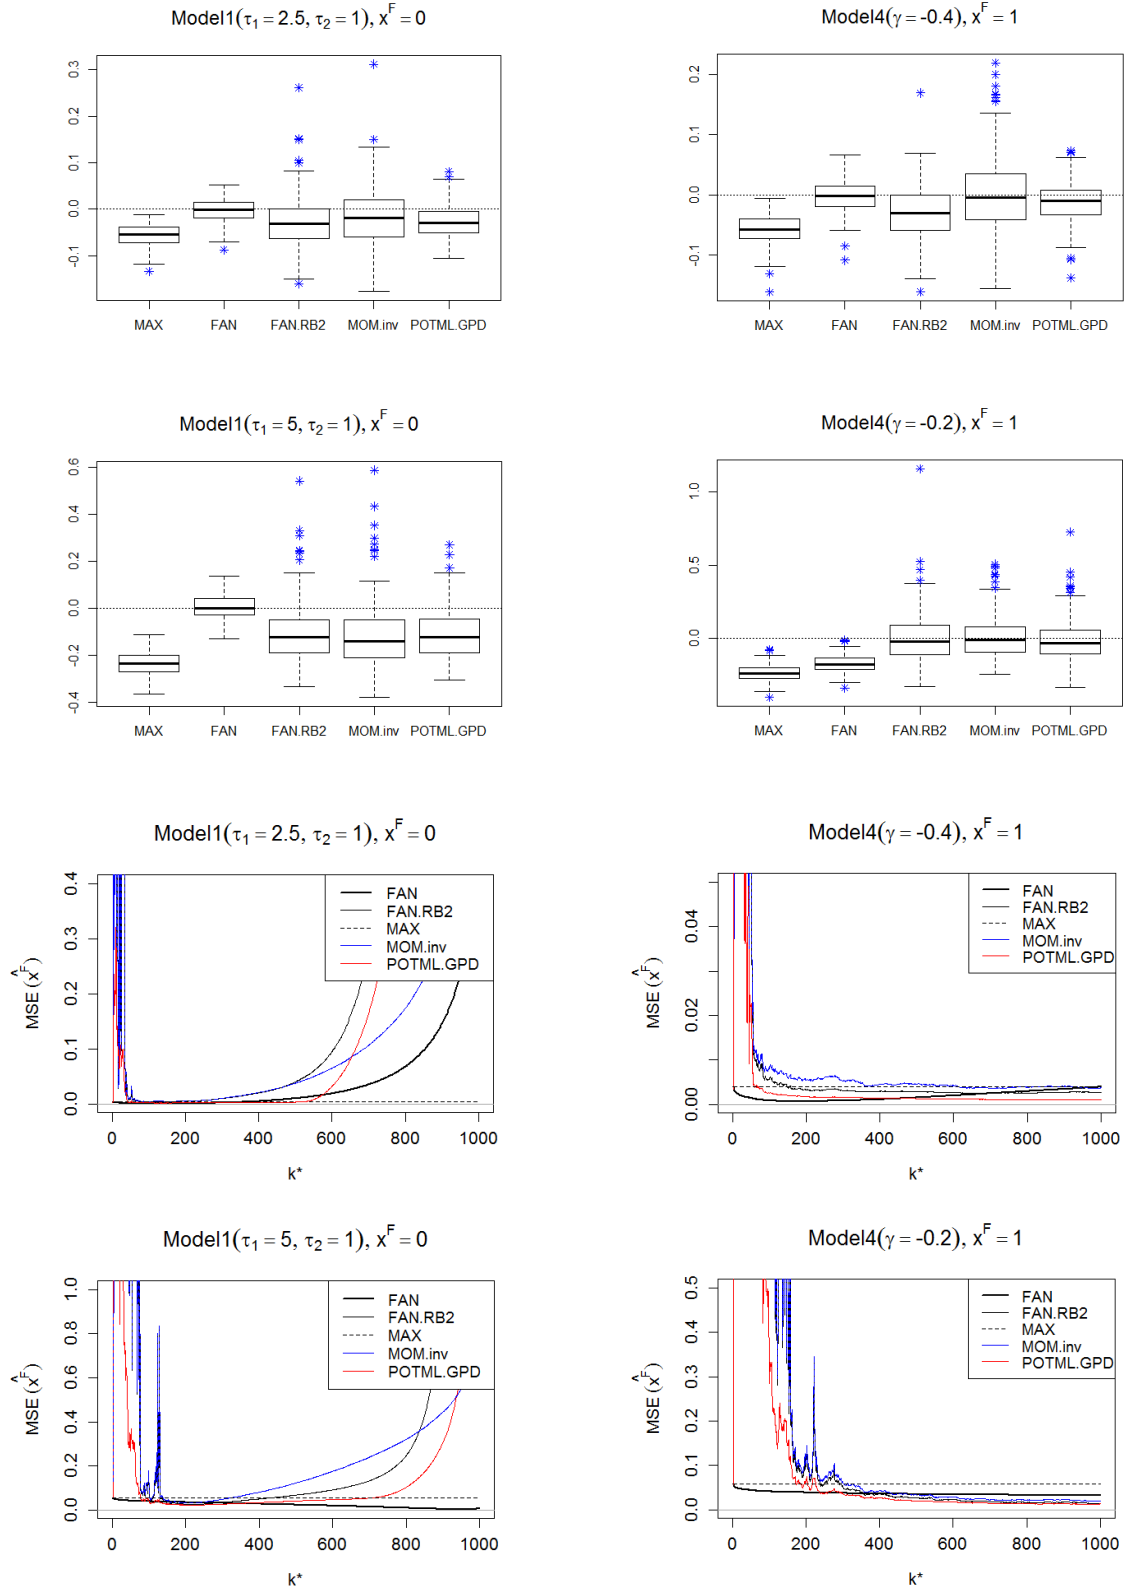 Model1(τ₁ = 2.5, τ₂ = 1), xᶠ = 0
0.3
0.2
0.1
0.0
-0.1
MAX FAN FAN.RB2 MOM.inv POTML.GPD
Model4(γ = -0.4), xᶠ = 1
0.2
0.1
0.0
-0.1
MAX FAN FAN.RB2 MOM.inv POTML.GPD
Model1(τ₁ = 5, τ₂ = 1), xᶠ = 0
0.6
0.4
0.2
0.0
-0.2
-0.4
MAX FAN FAN.RB2 MOM.inv POTML.GPD
Model4(γ = -0.2), xᶠ = 1
1.0
0.5
0.0
MAX FAN FAN.RB2 MOM.inv POTML.GPD
Model1(τ₁ = 2.5, τ₂ = 1), xᶠ = 0
MSE (x̂ᶠ)
0.4
0.3
0.2
0.1
0.0
FAN
FAN.RB2
MAX
MOM.inv
POTML.GPD
0 200 400 600 800 1000
k*
Model4(γ = -0.4), xᶠ = 1
MSE (x̂ᶠ)
0.04
0.02
0.00
FAN
FAN.RB2
MAX
MOM.inv
POTML.GPD
0 200 400 600 800 1000
k*
Model1(τ₁ = 5, τ₂ = 1), xᶠ = 0
MSE (x̂ᶠ)
1.0
0.8
0.6
0.4
0.2
0.0
FAN
FAN.RB2
MAX
MOM.inv
POTML.GPD
0 200 400 600 800 1000
k*
Model4(γ = -0.2), xᶠ = 1
MSE (x̂ᶠ)
0.5
0.4
0.3
0.2
0.1
0.0
FAN
FAN.RB2
MAX
MOM.inv
POTML.GPD
0 200 400 600 800 1000
k*